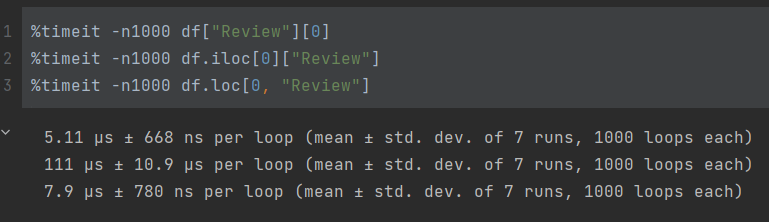 1 %timeit -n1000 df["Review"][0]
2 %timeit -n1000 df.iloc[0]["Review"]
3 %timeit -n1000 df.loc[0, "Review"]
5.11 µs ± 668 ns per loop (mean ± std. dev. of 7 runs, 1000 loops each)
111 µs ± 10.9 µs per loop (mean ± std. dev. of 7 runs, 1000 loops each)
7.9 µs ± 780 ns per loop (mean ± std. dev. of 7 runs, 1000 loops each)